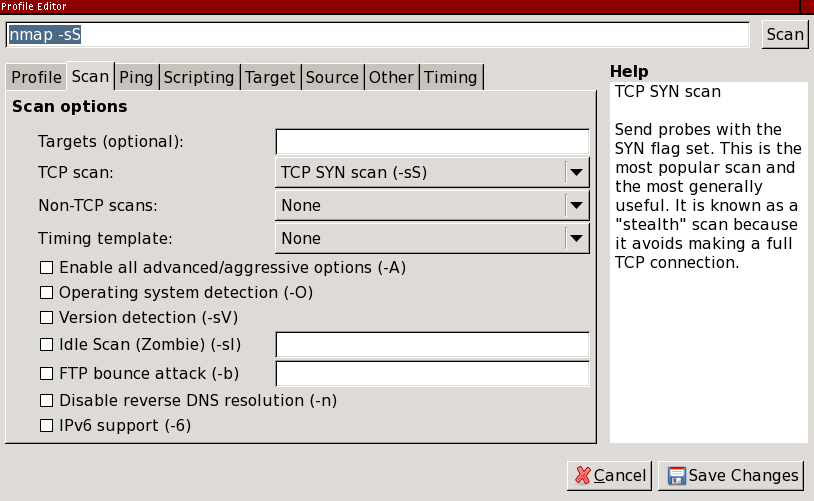 Profile Editor
nmap -sS
Scan
Profile
Scan
Ping
Scripting
Target
Source
Other
Timing
Scan options
Targets (optional):
TCP scan:
TCP SYN scan (-sS)
Non-TCP scans:
None
Timing template:
None
Enable all advanced/aggressive options (-A)
Operating system detection (-O)
Version detection (-sV)
Idle Scan (Zombie) (-sI)
FTP bounce attack (-b)
Disable reverse DNS resolution (-n)
IPv6 support (-6)
Help
TCP SYN scan
Send probes with the
SYN flag set. This is the
most popular scan and
the most generally
useful. It is known as a
"stealth" scan because
it avoids making a full
TCP connection.
Cancel
Save Changes